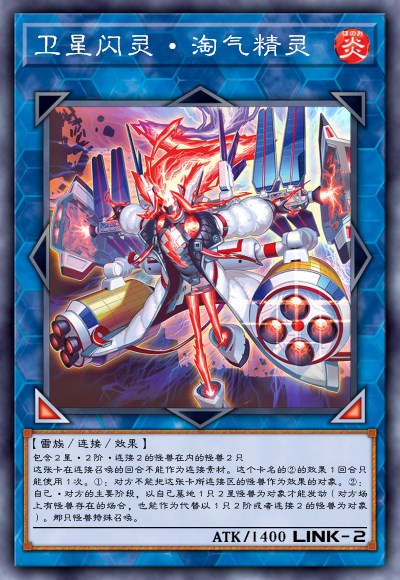 卫星闪灵・淘气精灵
ほのお
炎
【雷族／连接／效果】
包含2星・2阶・连接2的怪兽在内的怪兽2只
这张卡在连接召唤的回合不能作为连接素材。这个卡名的②的效果1回合只
能使用1次。①：对方不能把这张卡所连接区的怪兽作为效果的对象。②：
自己・对方的主要阶段，以自己墓地1只2星怪兽为对象才能发动（对方场
上有怪兽存在的场合，也能作为代替以1只2阶或者连接2的怪兽为对象
）。那只怪兽特殊召唤。
ATK/1400 LINK-2